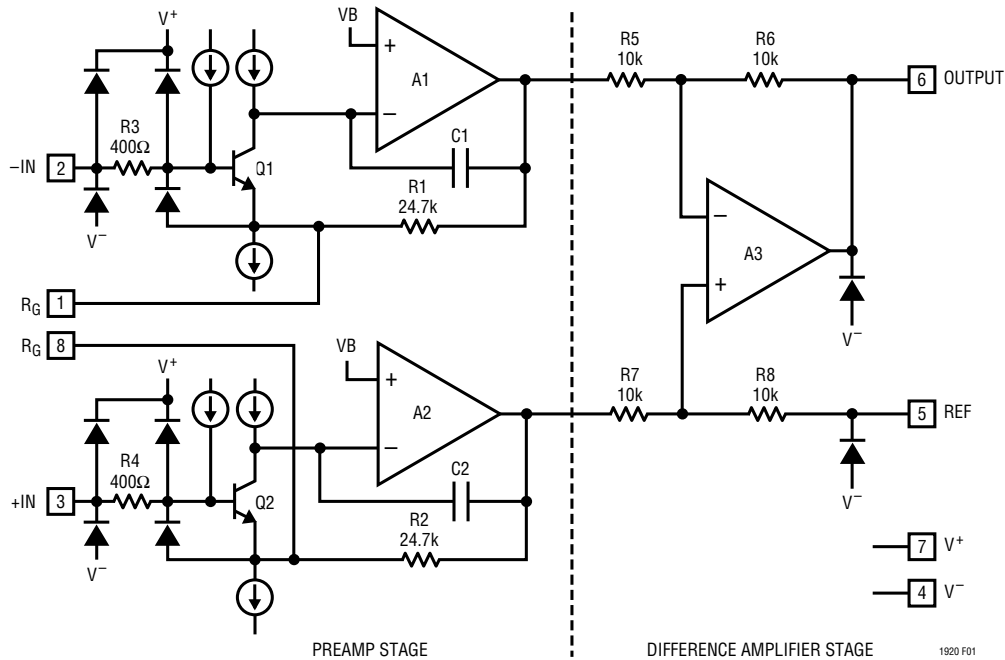 V+
VB
R5
10k
R6
10k
6 OUTPUT
A1
R3
400Ω
C1
–IN 2
Q1
R1
24.7k
V–
A3
RG 1
V–
RG 8
VB
V+
R7
10k
R8
10k
5 REF
A2
R4
400Ω
C2
+IN 3
Q2
R2
24.7k
V–
V–
7 V+
4 V–
PREAMP STAGE
DIFFERENCE AMPLIFIER STAGE
1920 F01